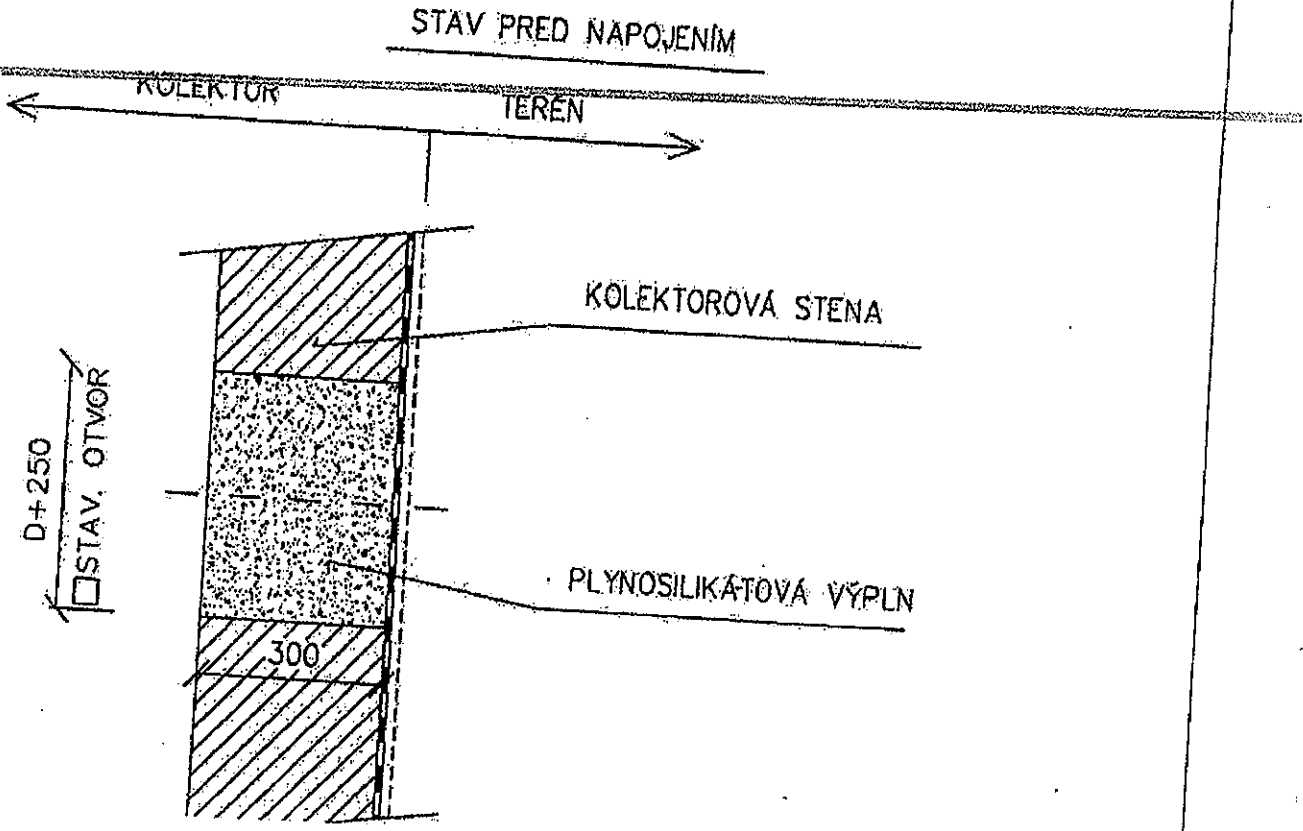 STAV PRED NAPOJENÍM
KOLEKTOR
TERÉN
KOLEKTOROVÁ STENA
D+250
□STAV. OTVOR
PLYNOSILIKÁTOVÁ VÝPLN
300